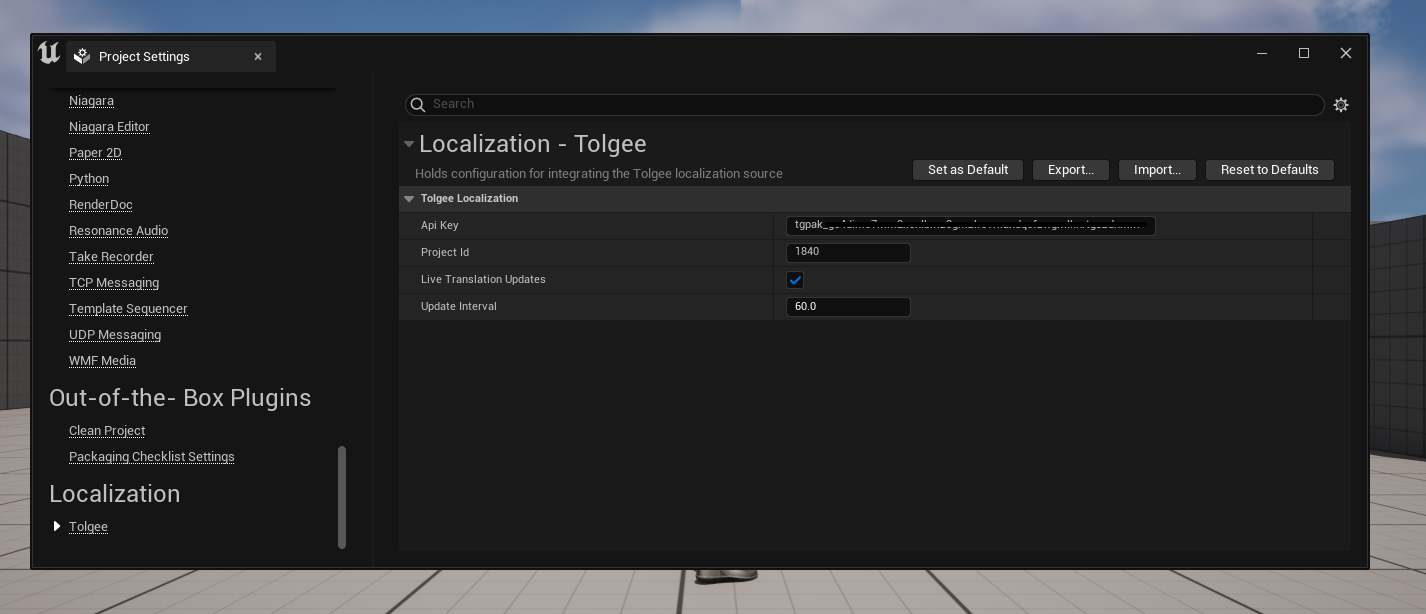 Project Settings
Niagara
Niagara Editor
Paper 2D
Python
RenderDoc
Resonance Audio
Take Recorder
TCP Messaging
Template Sequencer
UDP Messaging
WMF Media
Out-of-the- Box Plugins
Clean Project
Packaging Checklist Settings
Localization
Tolgee
Search
Localization - Tolgee
Holds configuration for integrating the Tolgee localization source
Set as Default
Export...
Import...
Reset to Defaults
Tolgee Localization
Api Key
Project Id
1840
Live Translation Updates
Update Interval
60.0